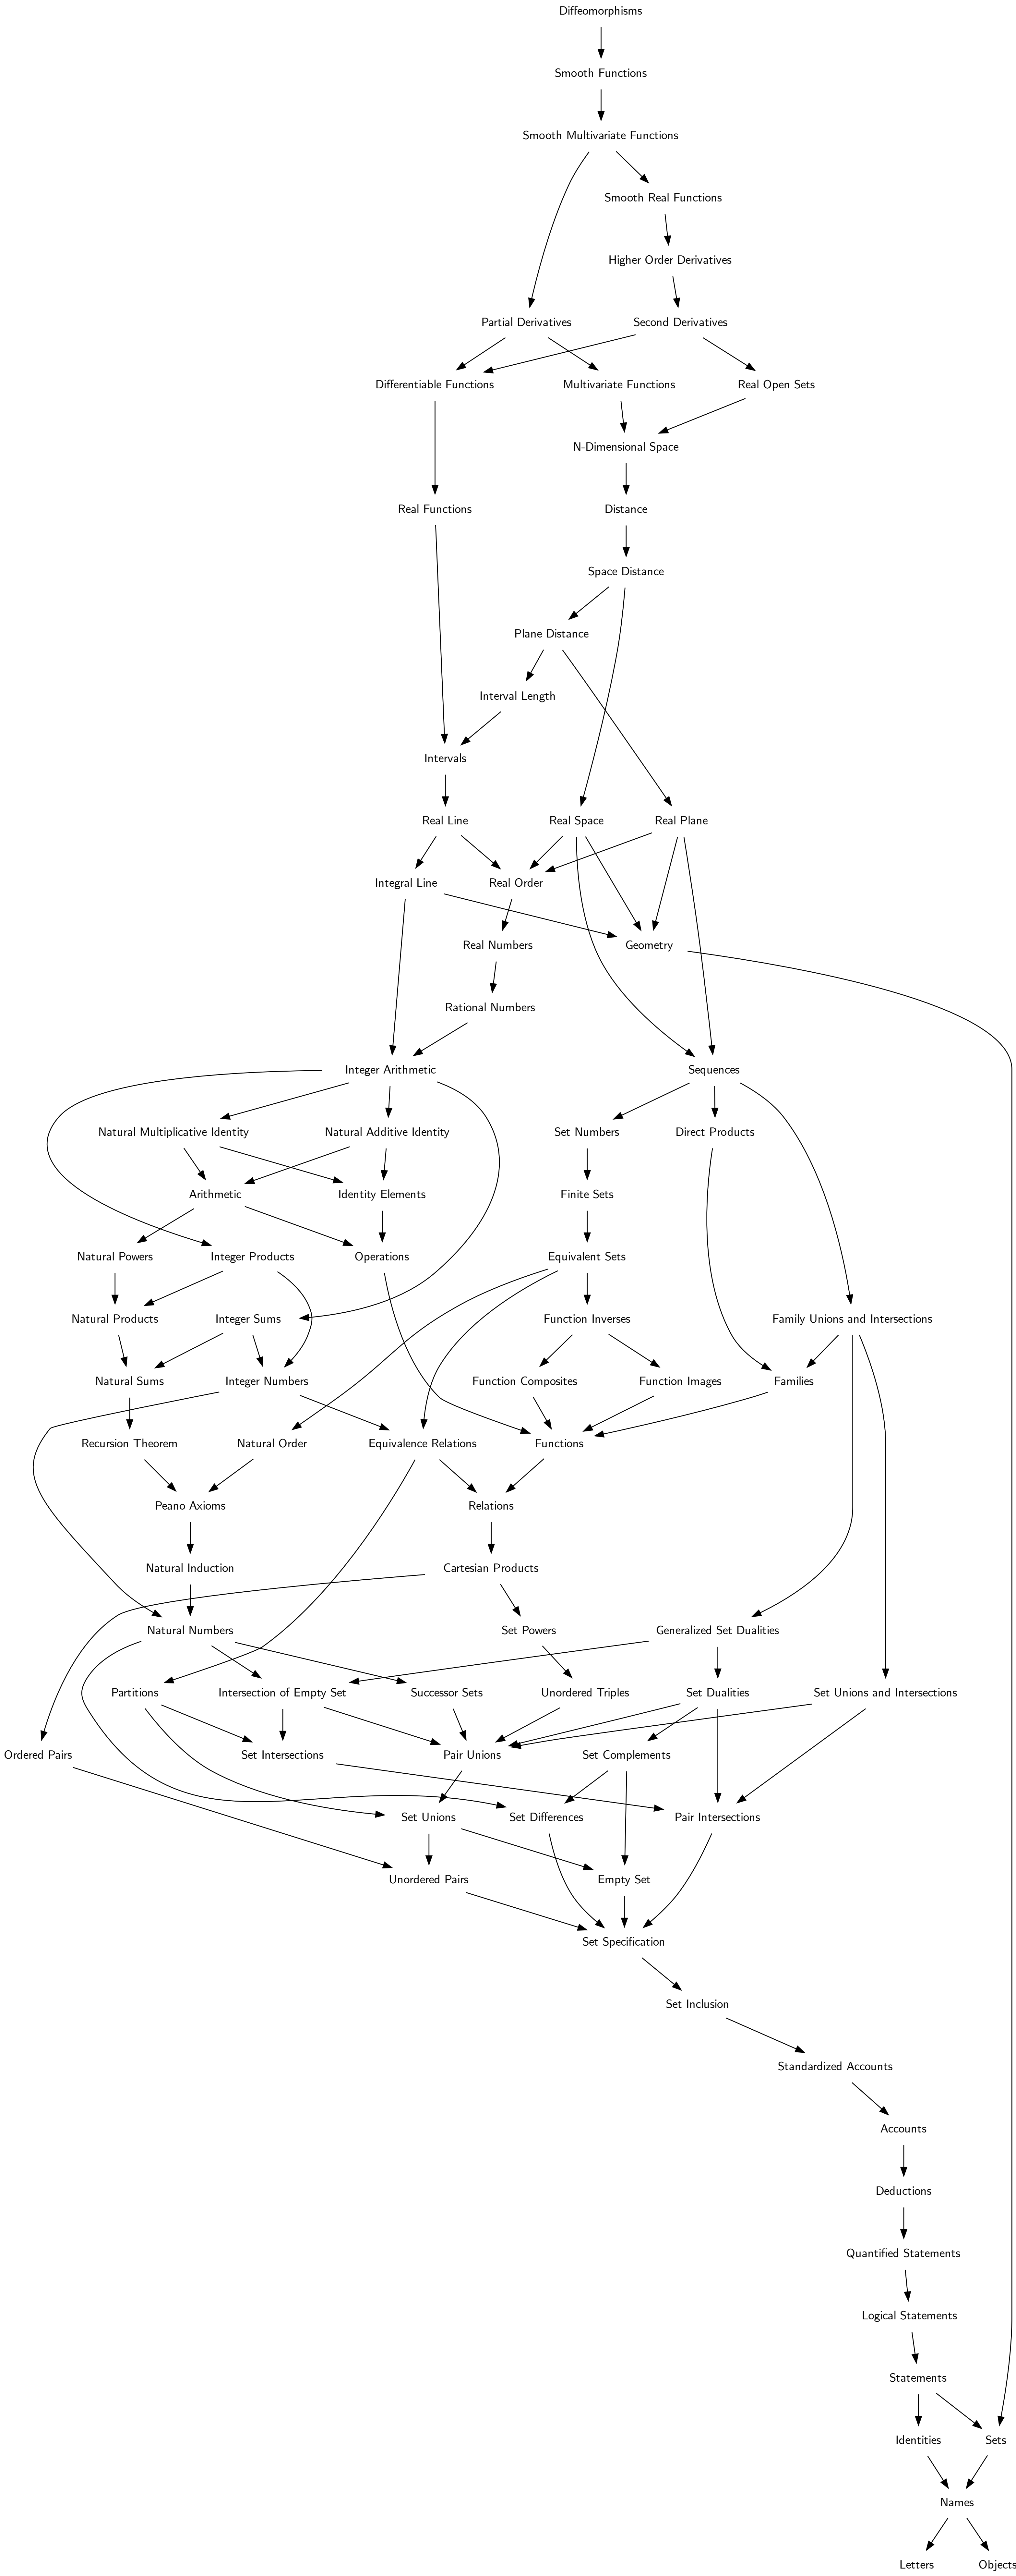 Diffeomorphisms
Smooth Functions
Smooth Multivariate Functions
Smooth Real Functions
Higher Order Derivatives
Partial Derivatives
Second Derivatives
Differentiable Functions
Multivariate Functions
Real Open Sets
N-Dimensional Space
Real Functions
Distance
Space Distance
Plane Distance
Interval Length
Intervals
Real Line
Real Space
Real Plane
Integral Line
Real Order
Real Numbers
Geometry
Rational Numbers
Integer Arithmetic
Sequences
Natural Multiplicative Identity
Natural Additive Identity
Set Numbers
Direct Products
Arithmetic
Identity Elements
Finite Sets
Natural Powers
Integer Products
Operations
Equivalent Sets
Natural Products
Integer Sums
Function Inverses
Family Unions and Intersections
Natural Sums
Integer Numbers
Function Composites
Function Images
Families
Recursion Theorem
Natural Order
Equivalence Relations
Functions
Peano Axioms
Relations
Natural Induction
Cartesian Products
Natural Numbers
Set Powers
Generalized Set Dualities
Partitions
Intersection of Empty Set
Successor Sets
Unordered Triples
Set Dualities
Set Unions and Intersections
Ordered Pairs
Set Intersections
Pair Unions
Set Complements
Set Unions
Set Differences
Pair Intersections
Unordered Pairs
Empty Set
Set Specification
Set Inclusion
Standardized Accounts
Accounts
Deductions
Quantified Statements
Logical Statements
Statements
Identities
Sets
Names
Letters
Objects